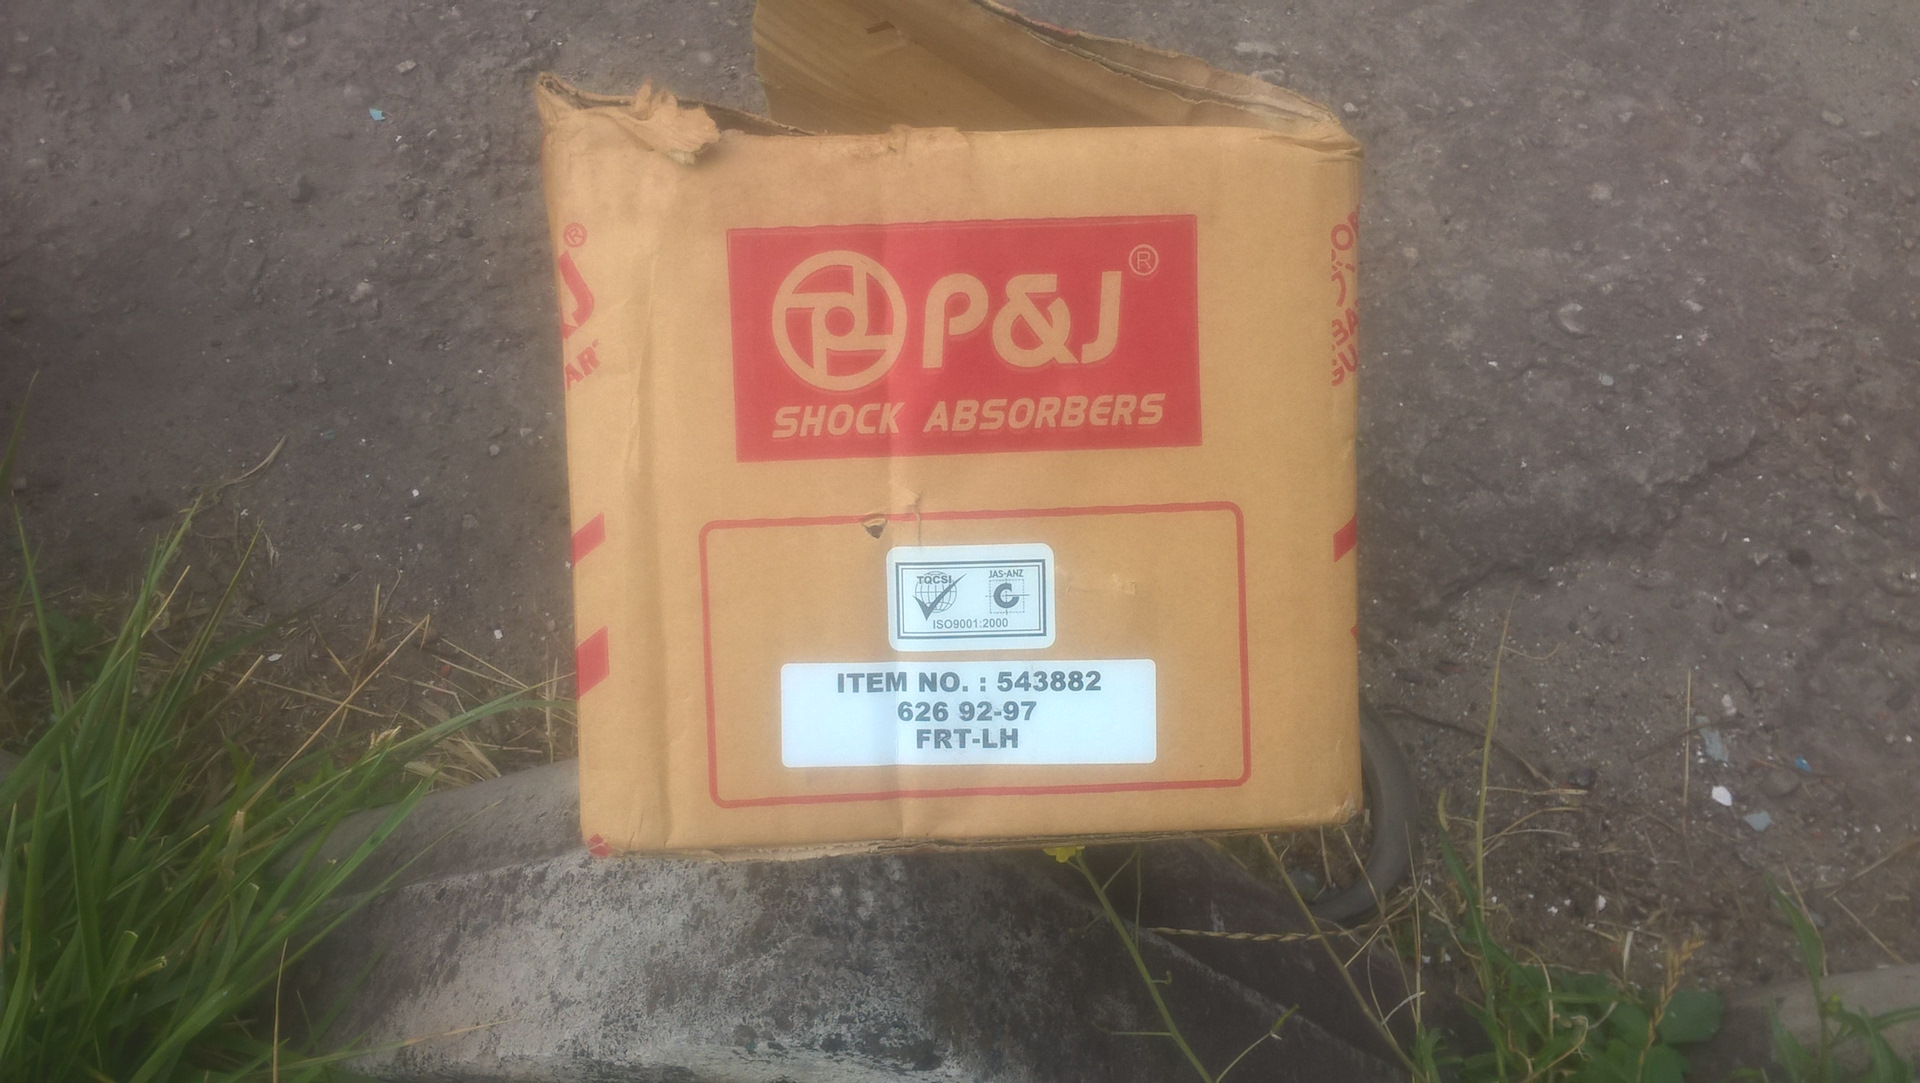 P&J®
SHOCK ABSORBERS
TQCSI
JAS-ANZ
ISO9001:2000
ITEM NO. : 543882
626 92-97
FRT-LH